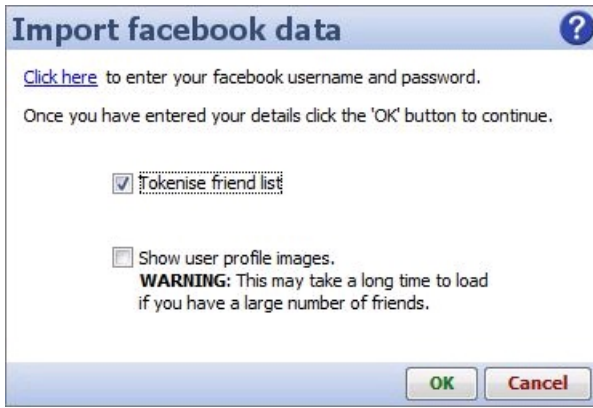 Import facebook data
?
Click here to enter your facebook username and password.
Once you have entered your details click the 'OK' button to continue.
Tokenise friend list
Show user profile images.
WARNING: This may take a long time to load
if you have a large number of friends.
OK Cancel